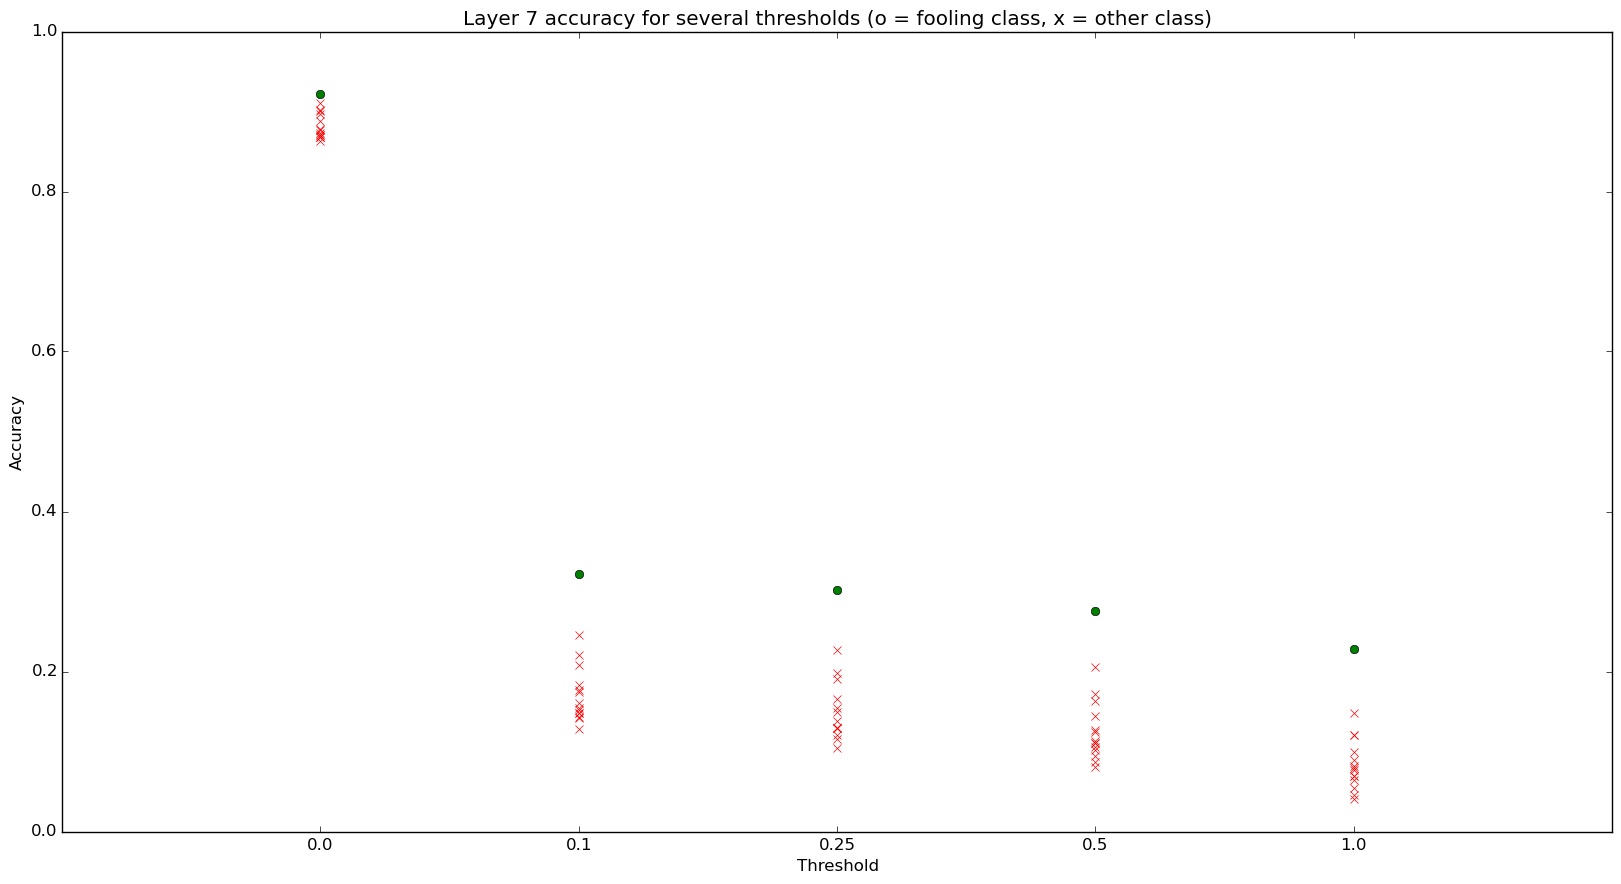 Layer 7 accuracy for several thresholds (o = fooling class, x = other class)
1.0
0.8
0.6
0.4
0.2
0.0
Accuracy
0.0 0.1 0.25 0.5 1.0
Threshold